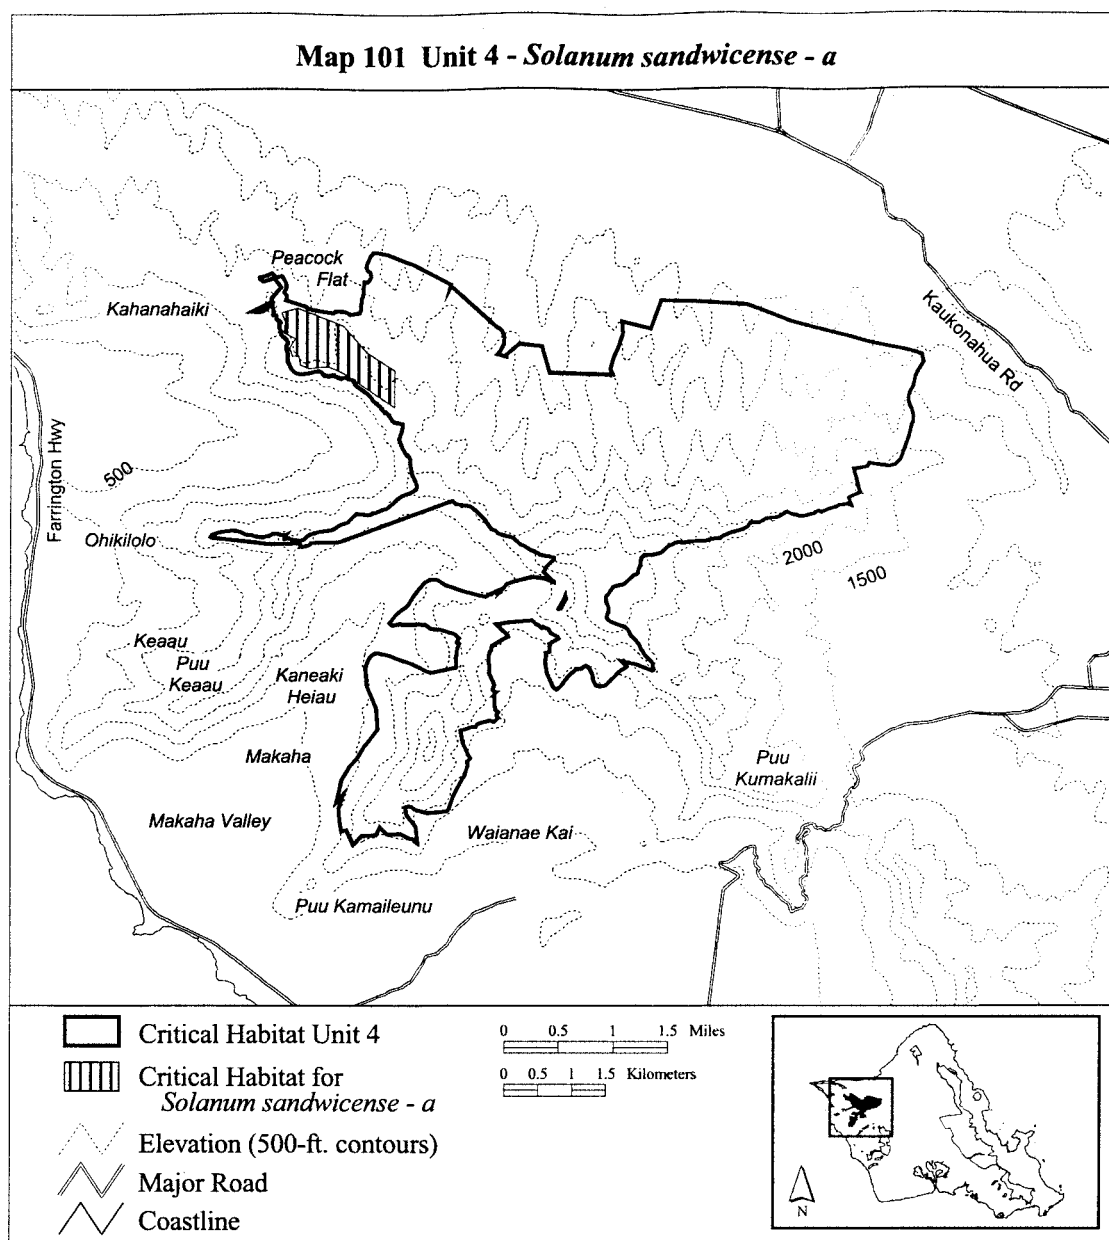 Map 101 Unit 4 - Solanum sandwicense - a
Peacock
Flat
Kahanahaiki
Kaukonahua Rd
Farrington Hwy
500
Ohikilolo
2000
1500
Keaau
Puu
Keaau
Kaneaki
Heiau
Makaha
Puu
Kumakalii
Makaha Valley
Waianae Kai
Puu Kamaileunu
Critical Habitat Unit 4
Critical Habitat for
Solanum sandwicense - a
Elevation (500-ft. contours)
Major Road
Coastline
0 0.5 1 1.5 Miles
0 0.5 1 1.5 Kilometers
N